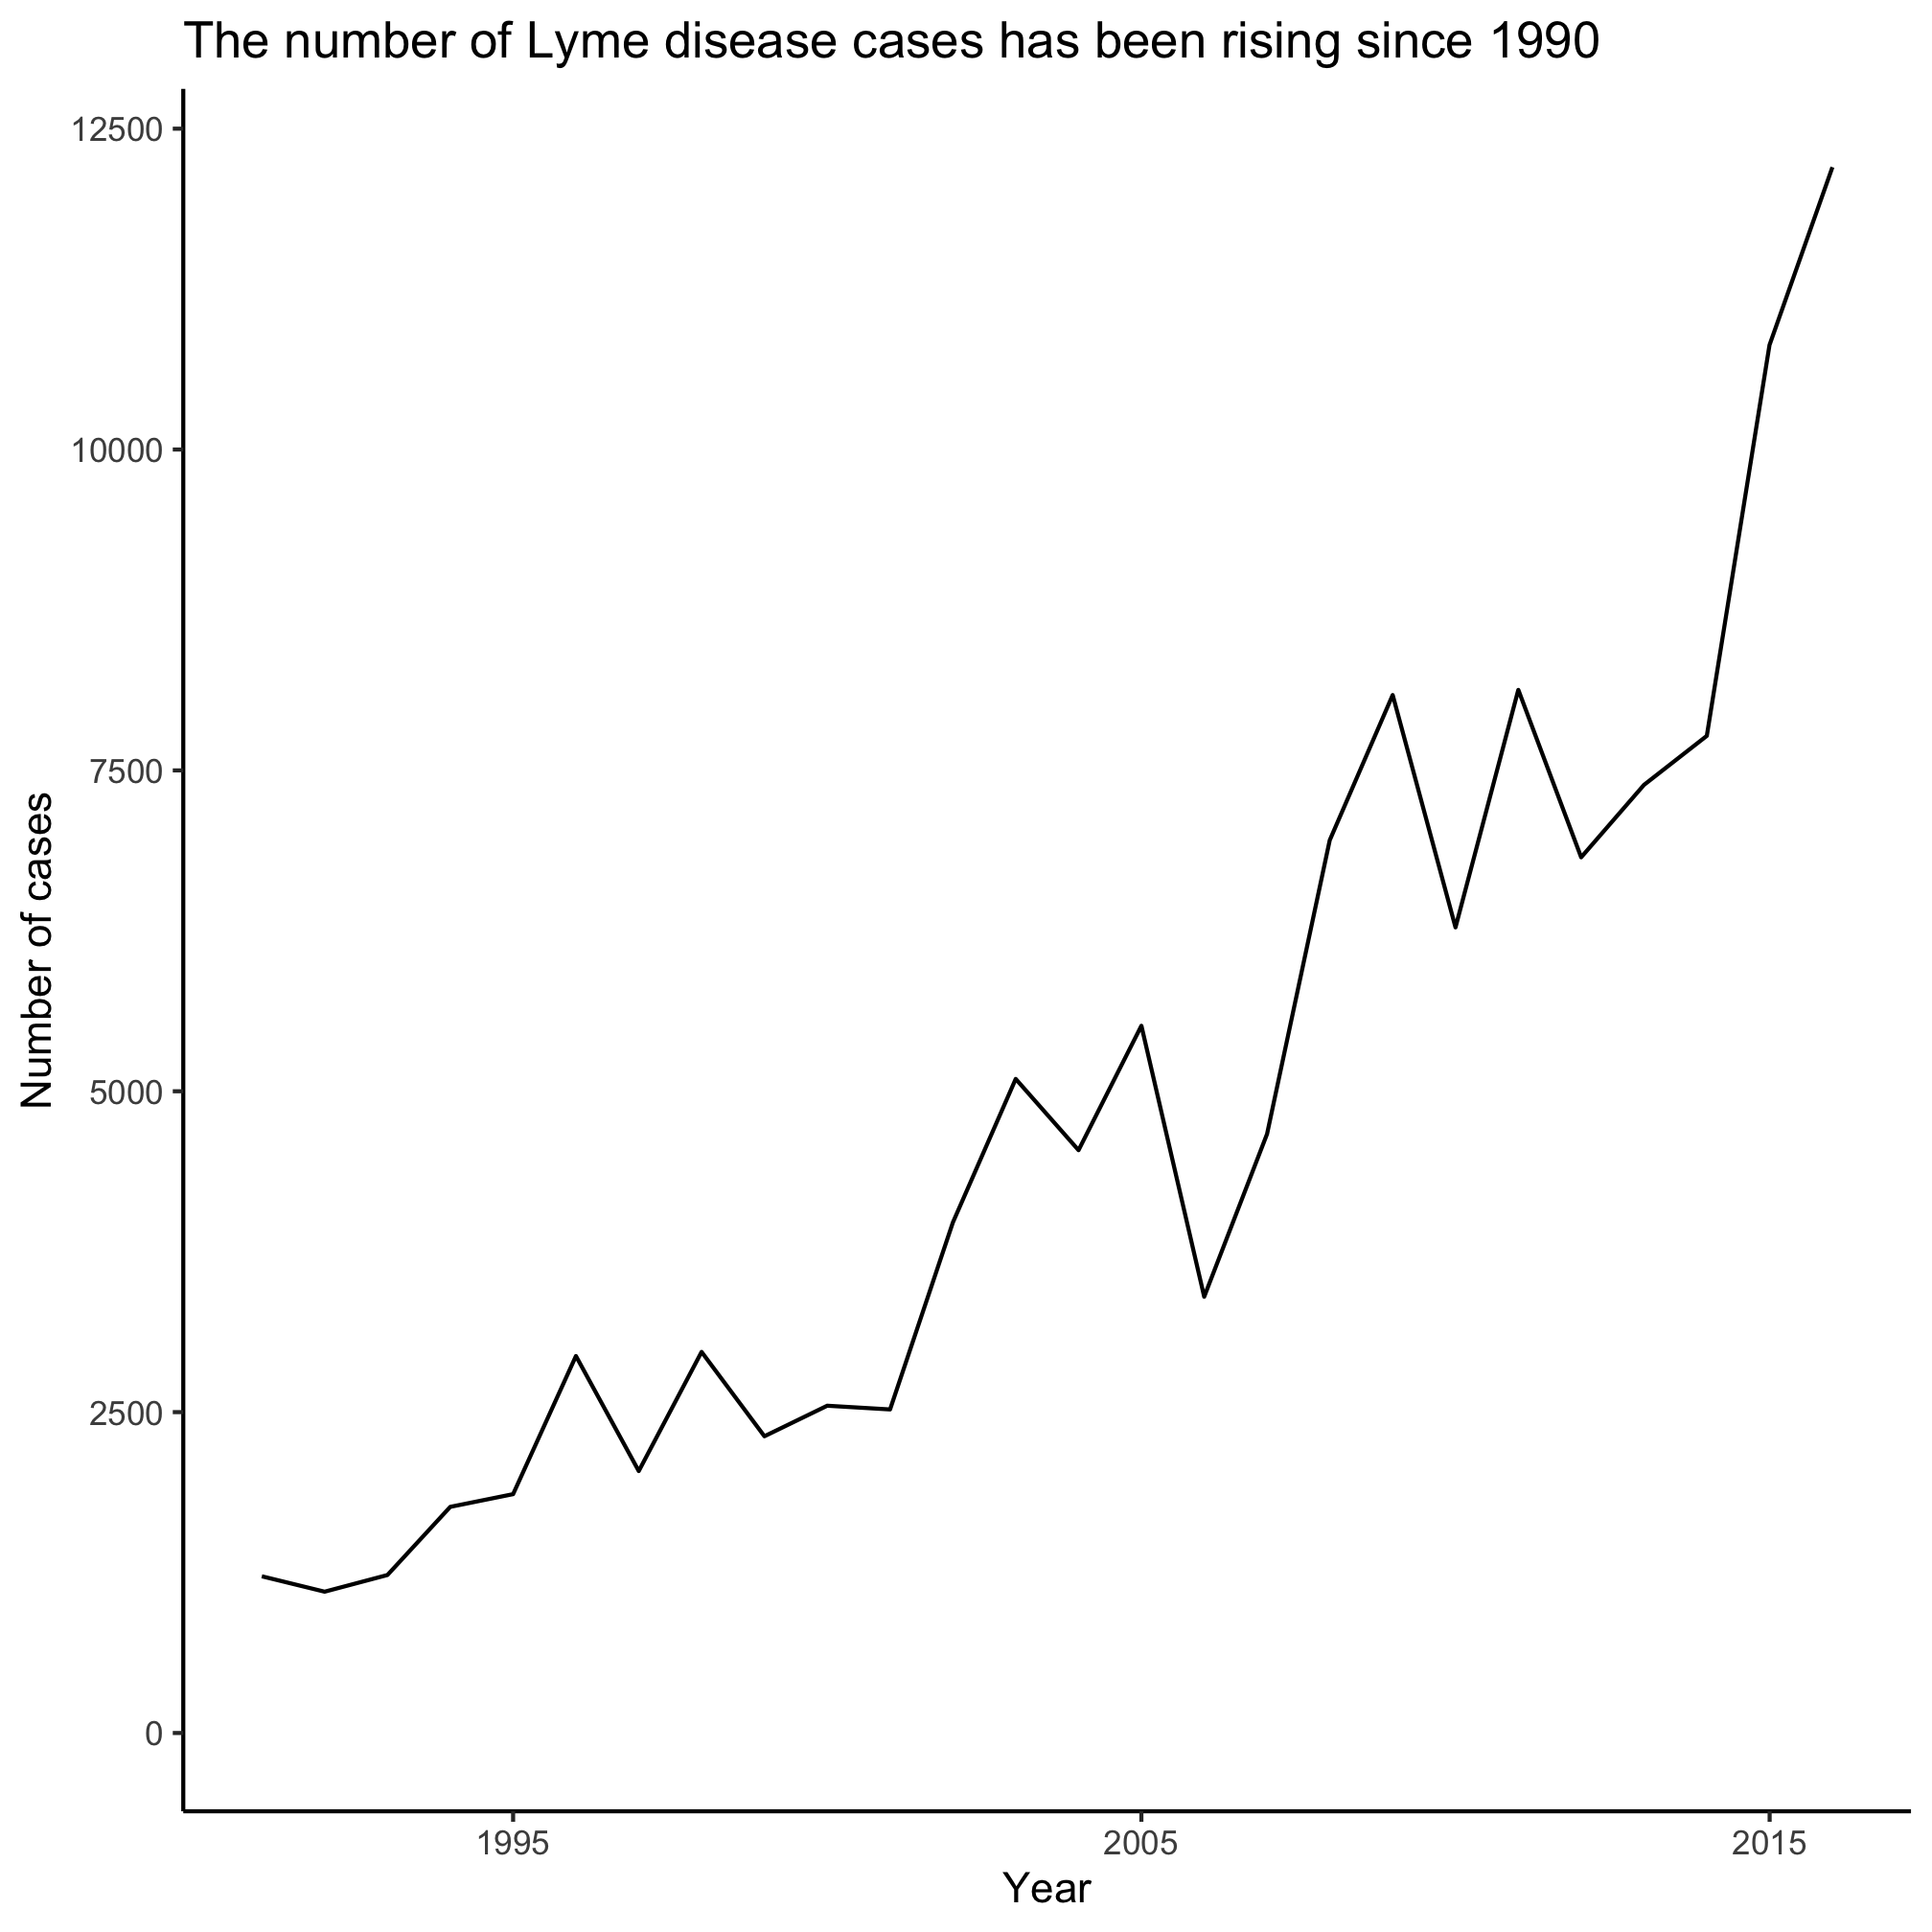 The number of Lyme disease cases has been rising since 1990
12500
10000
7500
5000
2500
0
Number of cases
1995 2005 2015
Year